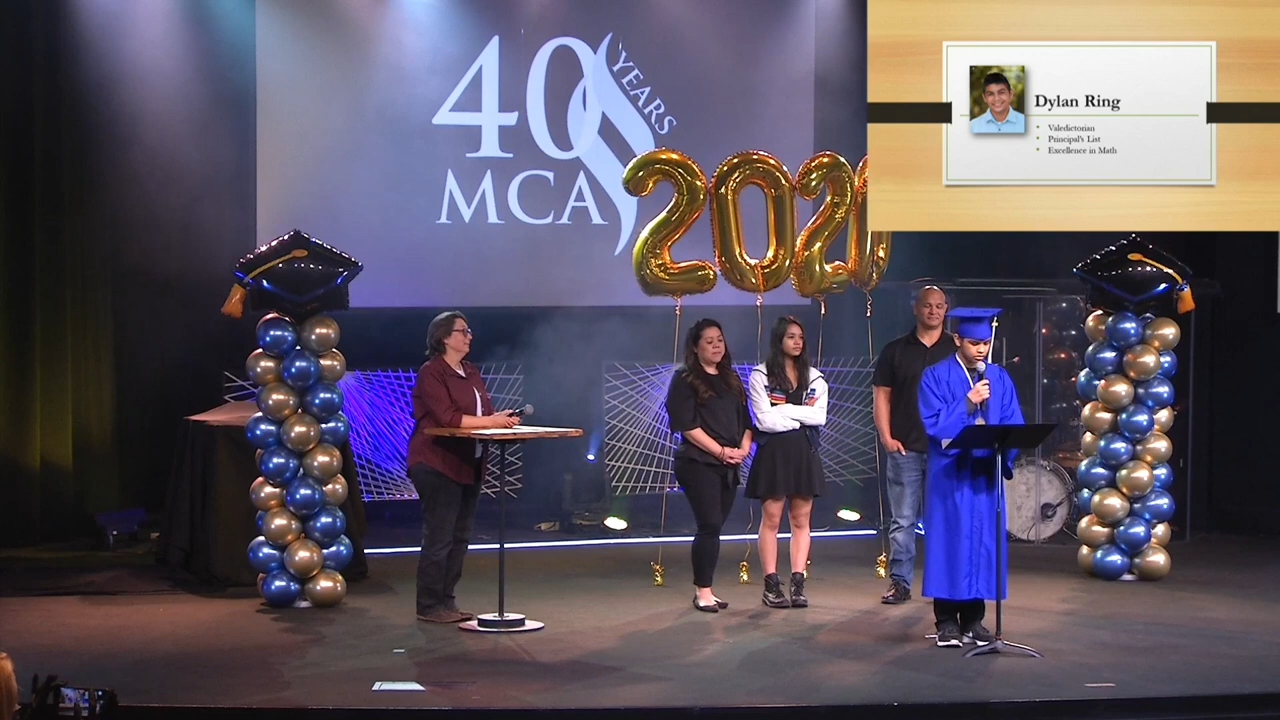 40
YEARS
MCA
202
Dylan Ring
Valedictorian
Principal's List
Excellence in Math